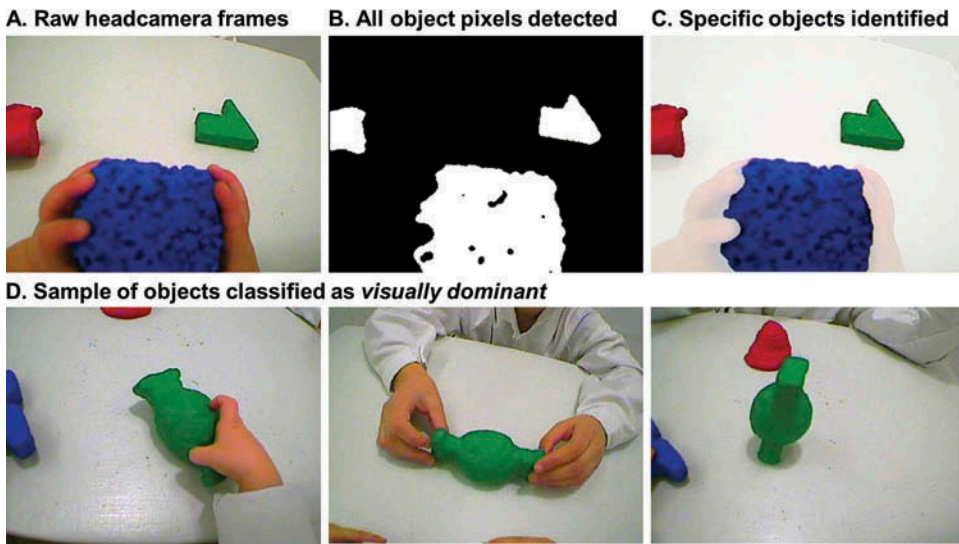 A. Raw headcamera frames
B. All object pixels detected
C. Specific objects identified
D. Sample of objects classified as visually dominant